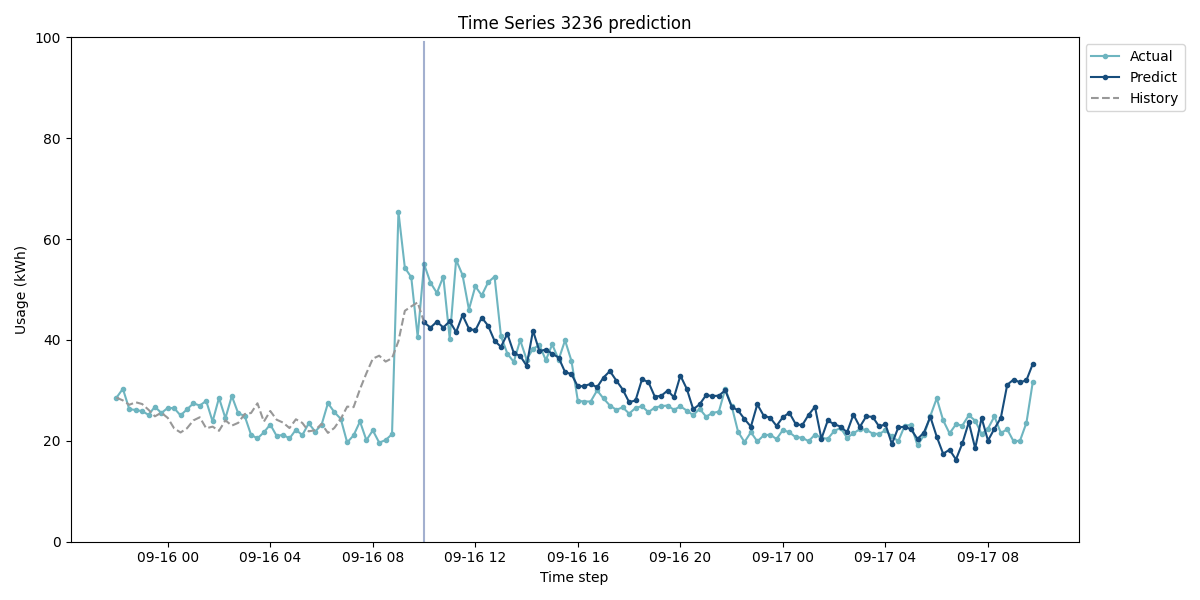 Time Series 3236 prediction
100
80
60
40
20
0
Usage (kWh)
09-16 00
09-16 04
09-16 08
09-16 12
09-16 16
09-16 20
09-17 00
09-17 04
09-17 08
Time step
Actual
Predict
History